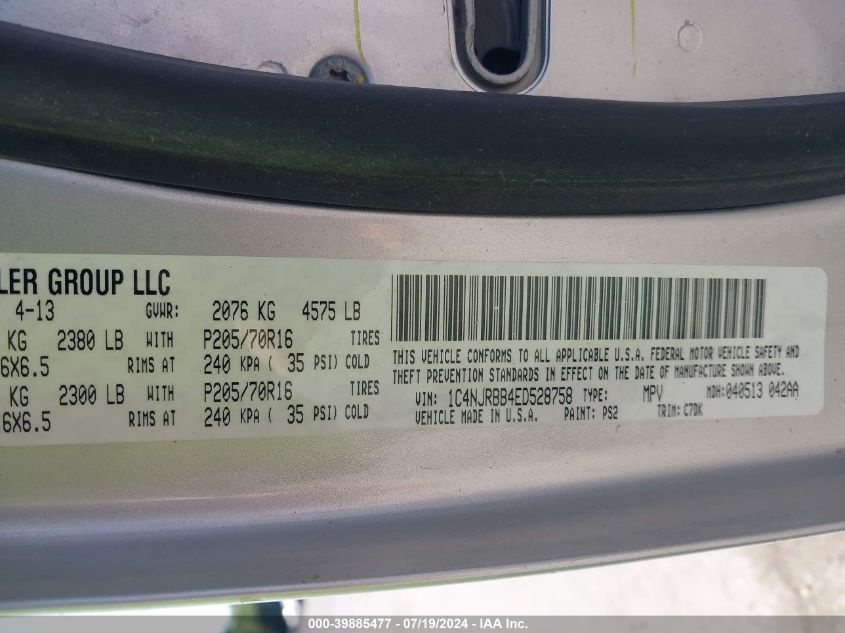 LER GROUP LLC
4-13 GVWR: 2076 KG 4575 LB
KG 2380 LB WITH P205/70R16 TIRES
6X6.5 RIMS AT 240 KPA ( 35 PSI) COLD
KG 2300 LB WITH P205/70R16 TIRES
6X6.5 RIMS AT 240 KPA ( 35 PSI) COLD
THIS VEHICLE CONFORMS TO ALL APPLICABLE U.S.A. FEDERAL MOTOR VEHICLE SAFETY AND
THEFT PREVENTION STANDARDS IN EFFECT ON THE DATE OF MANUFACTURE SHOWN ABOVE.
VIN: 1C4NJRBB4ED528758 TYPE: MPV MDH:040513 042AA
VEHICLE MADE IN U.S.A. PAINT: PS2 TRIM: C7DK
000-39885477 - 07/19/2024 - IAA Inc.